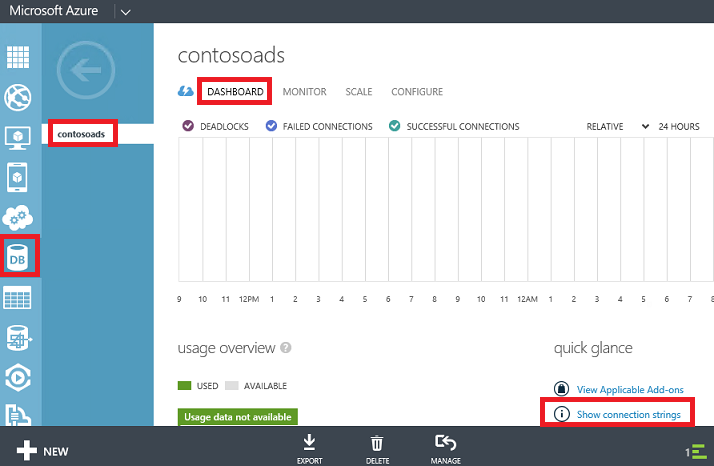 Microsoft Azure
contosoads
DASHBOARD MONITOR SCALE CONFIGURE
contosoads
DEADLOCKS FAILED CONNECTIONS SUCCESSFUL CONNECTIONS RELATIVE 24 HOURS
DB
9 10 11 12PM 1 2 3 4 5 6 7 8 9 10 11 12AM 1 2 3 4 5 6 7 8
usage overview ? quick glance
USED AVAILABLE
View Applicable Add-ons
Usage data not available
Show connection strings
NEW
EXPORT DELETE MANAGE
1